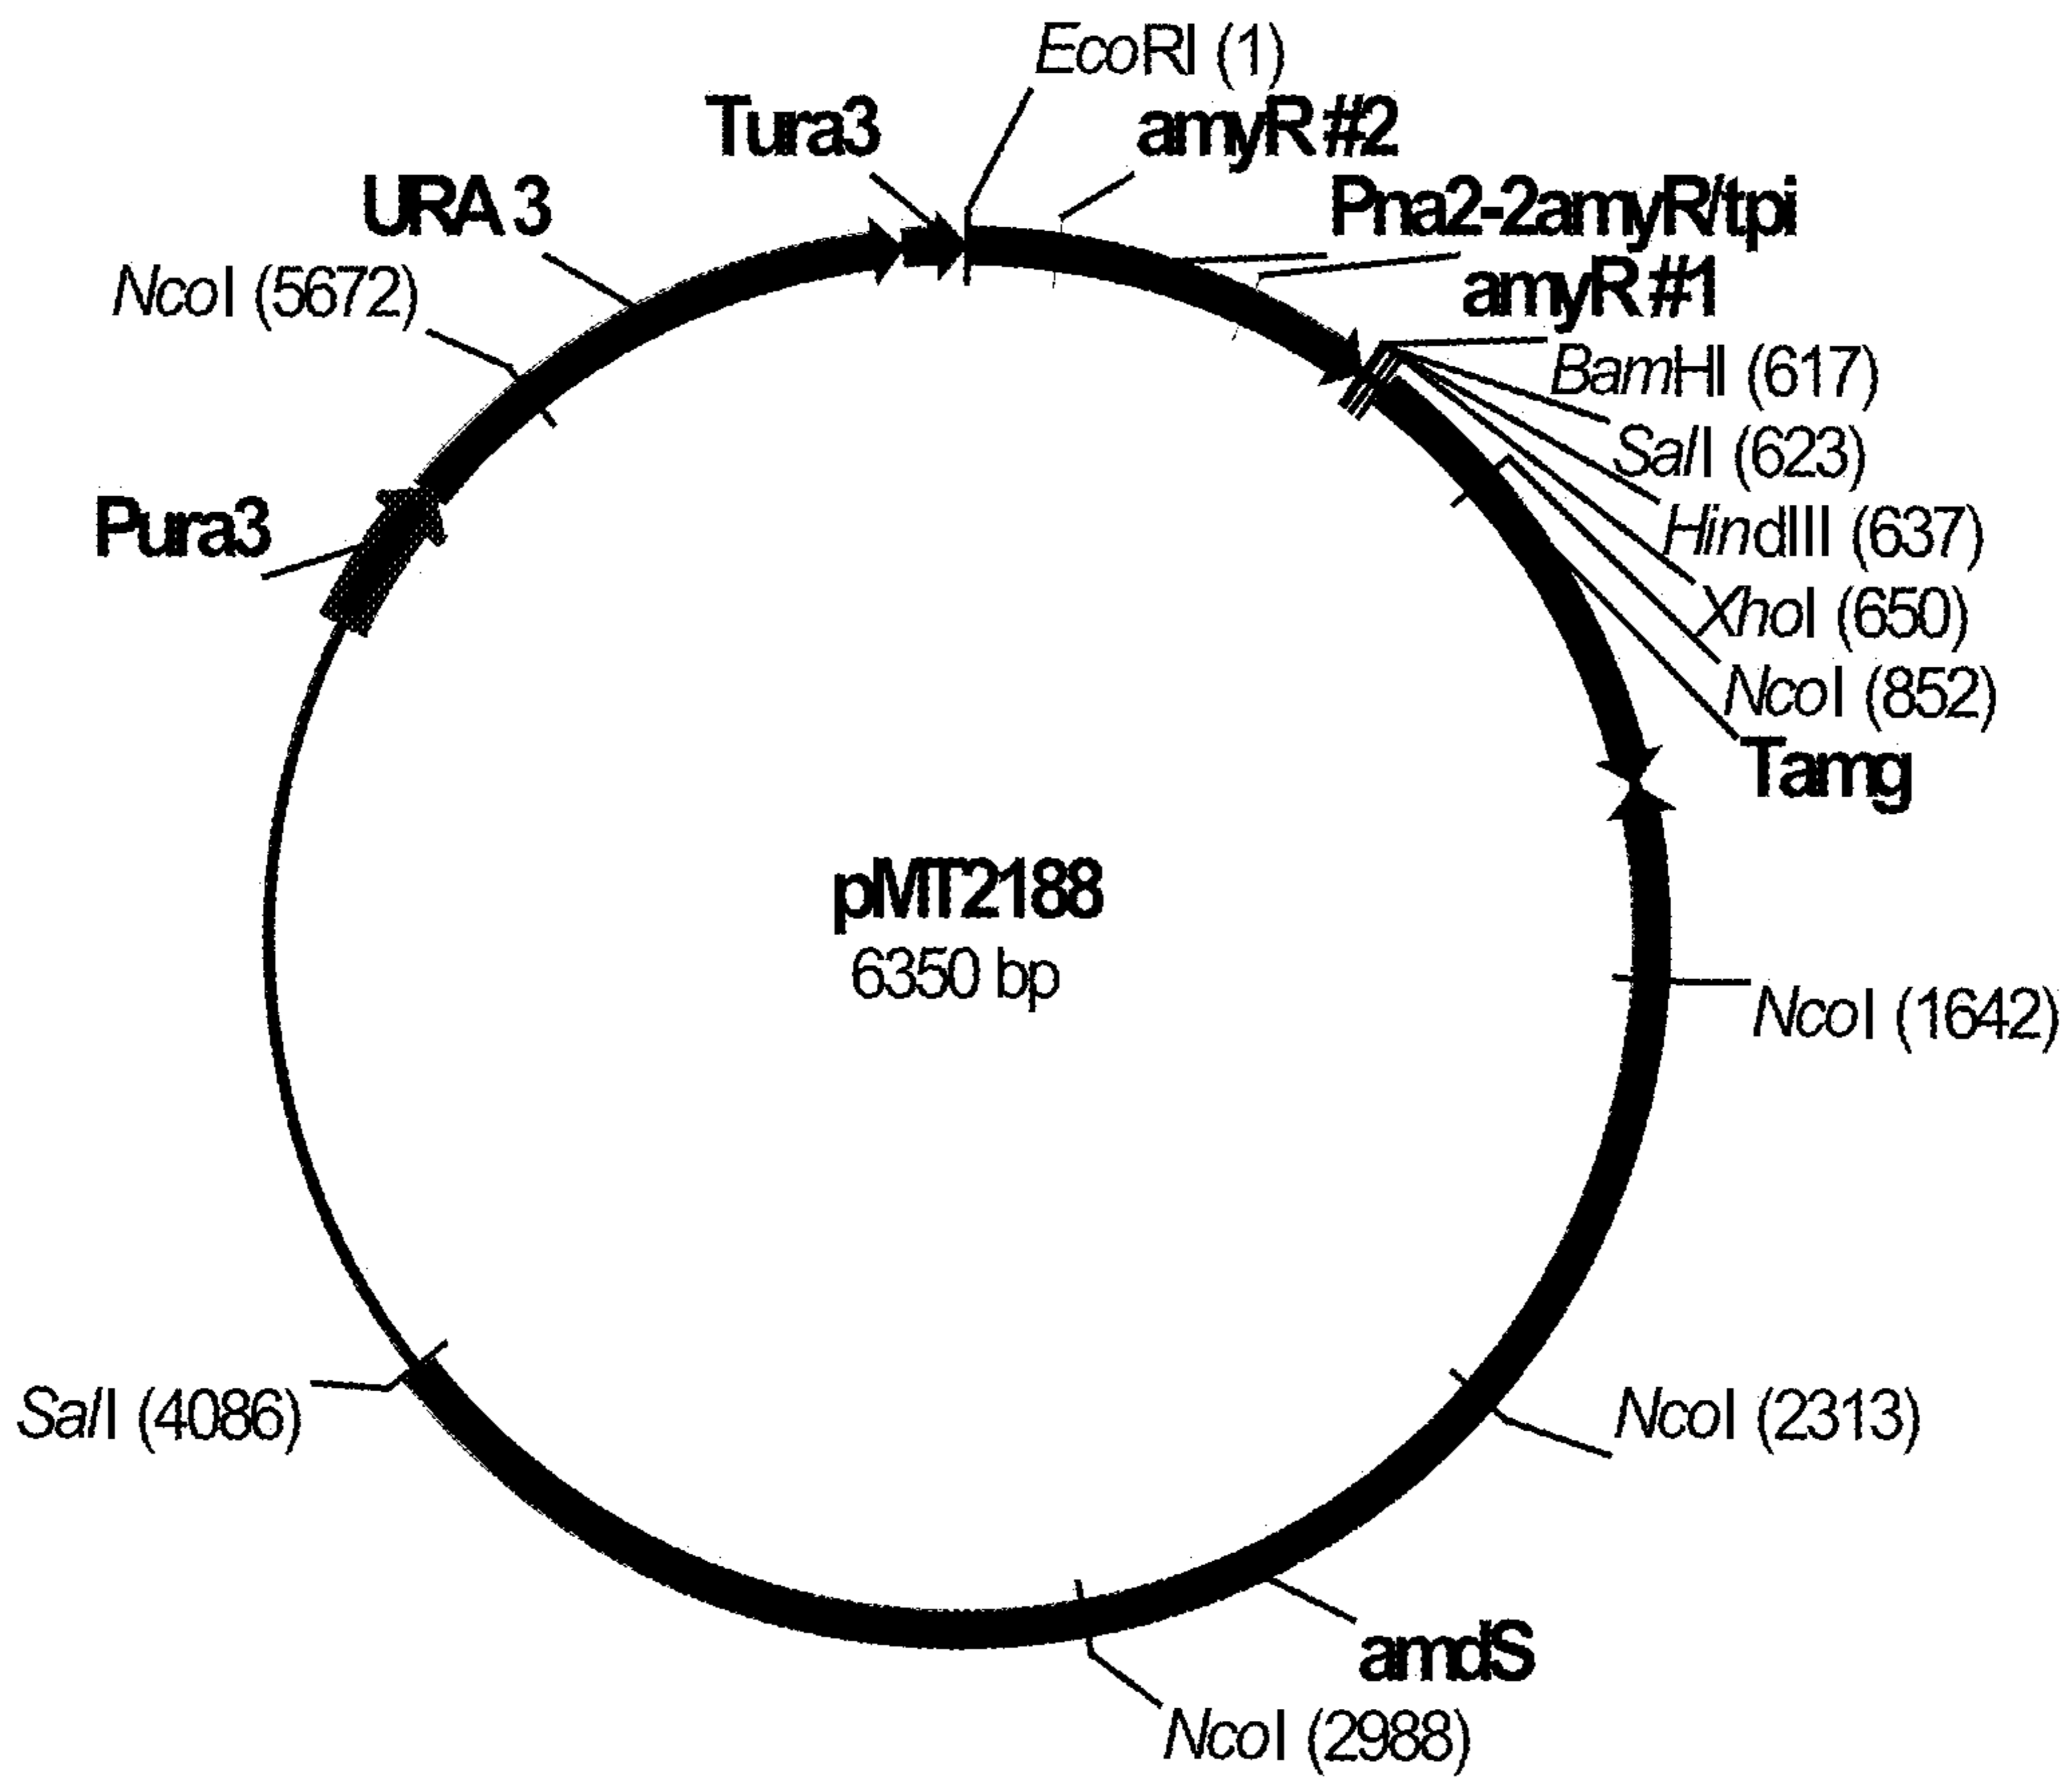 EcoRI (1)
Tura3
amyR #2
URA 3
Pna2-2amyR/tpi
NcoI (5672)
amyR #1
BamHI (617)
SalI (623)
Pura3
HindIII (637)
XhoI (650)
NcoI (852)
Tamg
pMT2188
6350 bp
NcoI (1642)
SalI (4086)
NcoI (2313)
amdS
NcoI (2988)